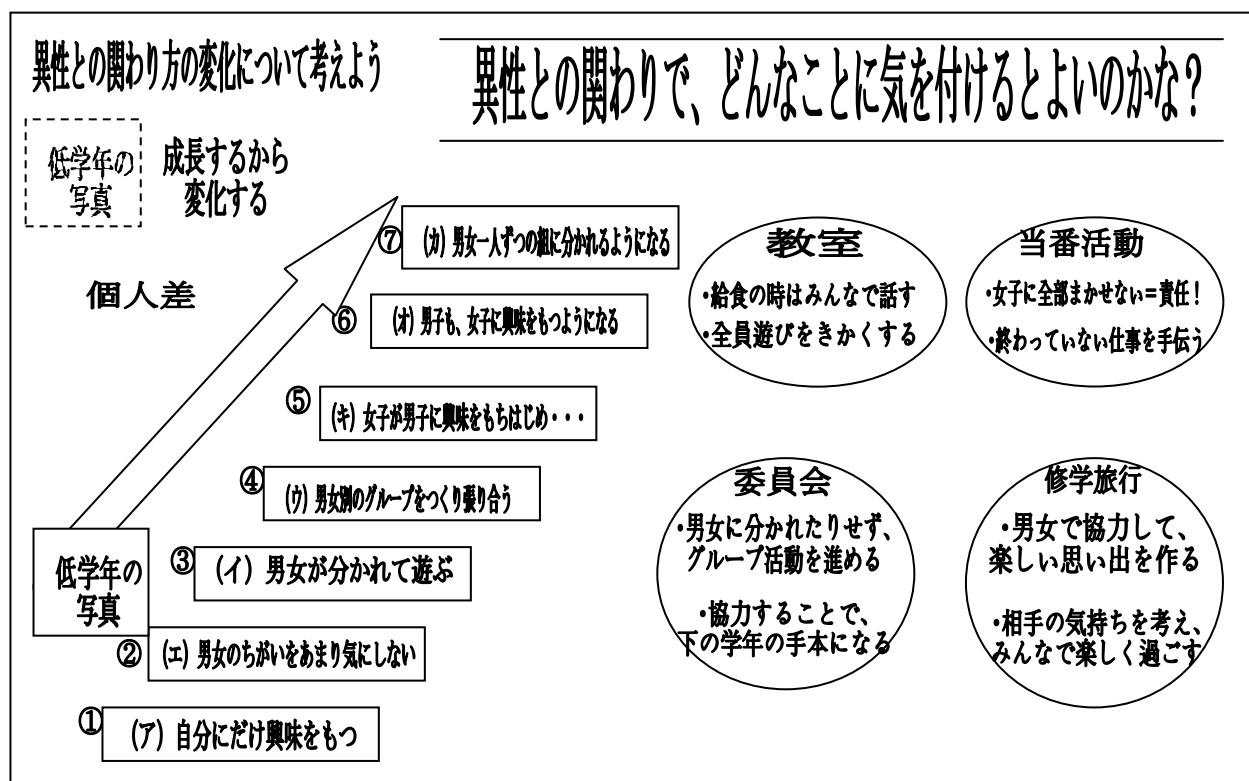 異性との関わり方の変化について考えよう
異性との関わりで、どんなことに気を付けるとよいのかな？
低学年の
写真
成長するから
変化する
個人差
⑦
（カ）男女一人ずつの組に分かれるようになる
⑥
（オ）男子も、女子に興味をもつようになる
⑤
（キ）女子が男子に興味をもちはじめ・・・
④
（ウ）男女別のグループをつくり張り合う
③
（イ）男女が分かれて遊ぶ
低学年の
写真
②
（エ）男女のちがいをあまり気にしない
①
（ア）自分にだけ興味をもつ
教室
・給食の時はみんなで話す
・全員遊びをきかくする
当番活動
・女子に全部まかせない＝責任！
・終わっていない仕事を手伝う
委員会
・男女に分かれたりせず、
グループ活動を進める
・協力することで、
下の学年の手本になる
修学旅行
・男女で協力して、
楽しい思い出を作る
・相手の気持ちを考え、
みんなで楽しく過ごす